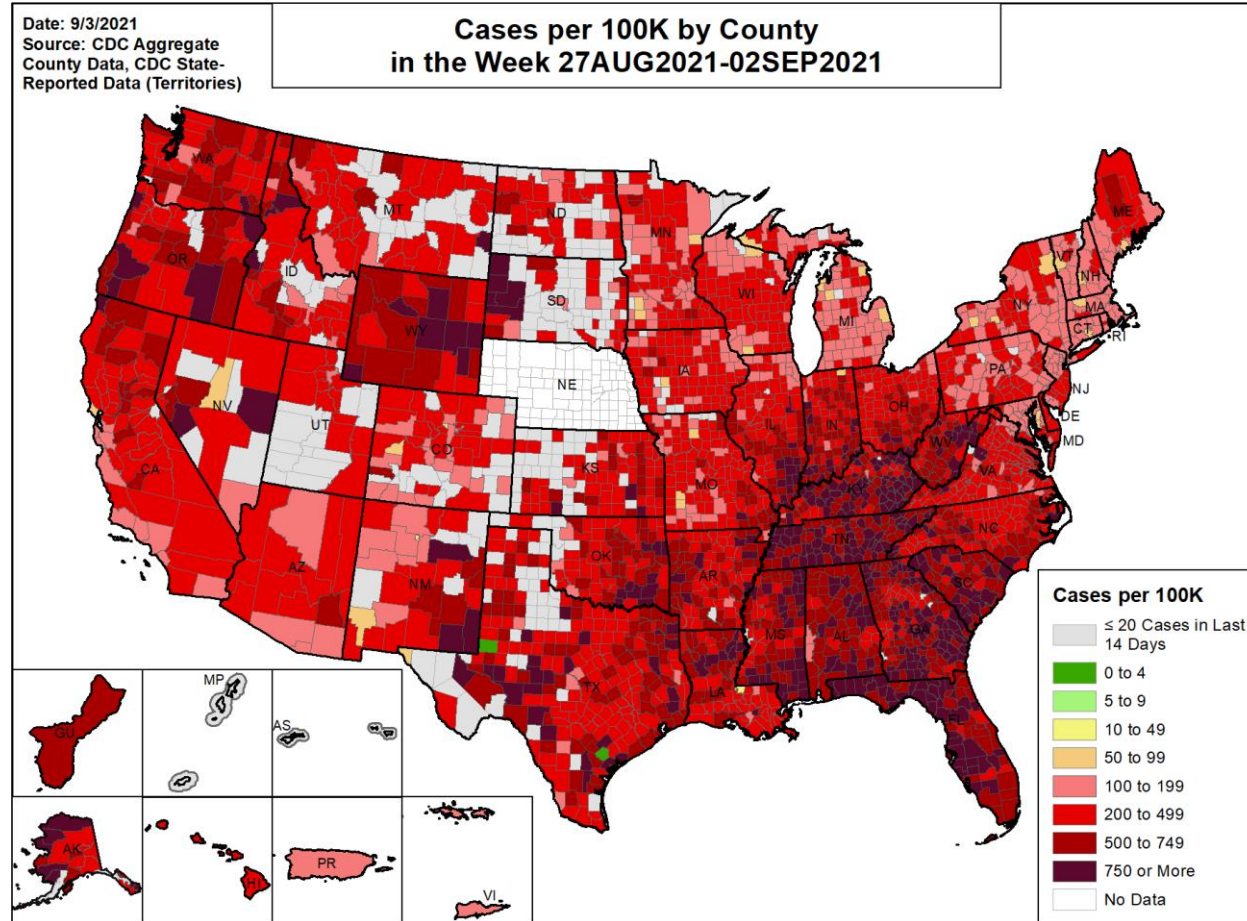 Date: 9/3/2021
Source: CDC Aggregate
County Data, CDC State-
Reported Data (Territories)
Cases per 100K by County
in the Week 27AUG2021-02SEP2021
WA
MT
ND
MN
ME
OR
ID
SD
WI
MI
VT
NH
NY
MA
CT
RI
WY
NE
IA
PA
NJ
NV
UT
CO
KS
MO
IL
IN
OH
WV
DE
MD
VA
CA
KY
AZ
NM
OK
AR
TN
NC
SC
MS
AL
GA
TX
LA
FL
GU
MP
AS
AK
HI
PR
VI
Cases per 100K
≤ 20 Cases in Last
14 Days
0 to 4
5 to 9
10 to 49
50 to 99
100 to 199
200 to 499
500 to 749
750 or More
No Data